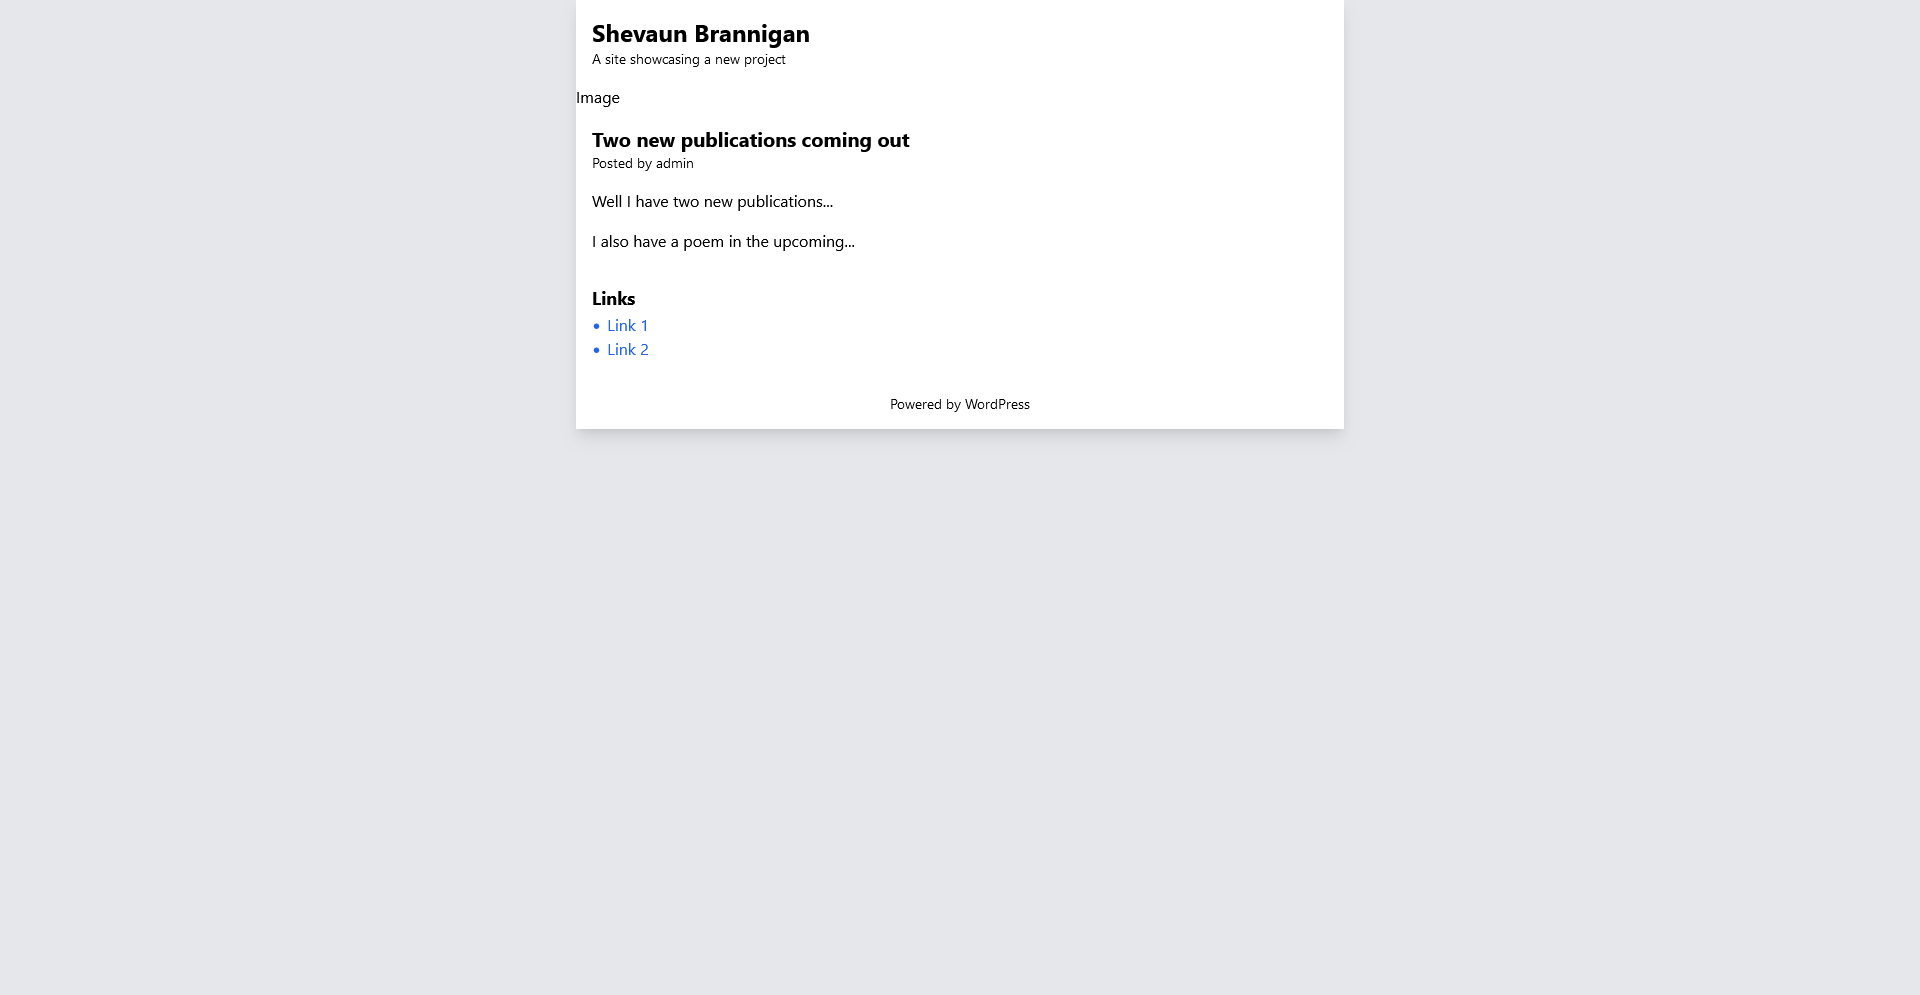 Shevaun Brannigan
A site showcasing a new project
Image
Two new publications coming out
Posted by admin
Well I have two new publications...
I also have a poem in the upcoming...
Links
• Link 1
• Link 2
Powered by WordPress